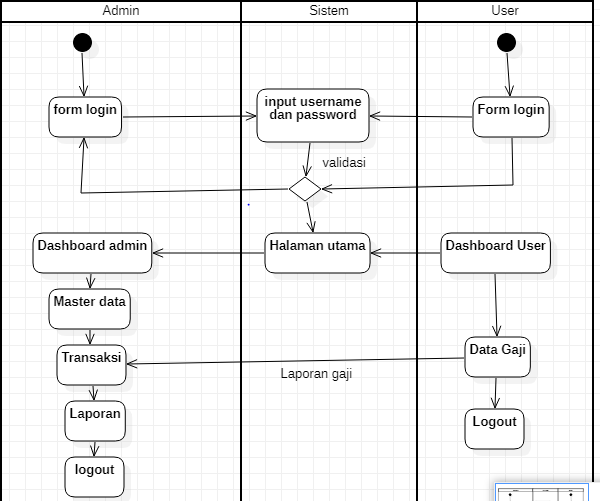 Admin
Sistem
User
form login
input username
dan password
Form login
validasi
Dashboard admin
Halaman utama
Dashboard User
Master data
Transaksi
Data Gaji
Laporan gaji
Laporan
Logout
logout